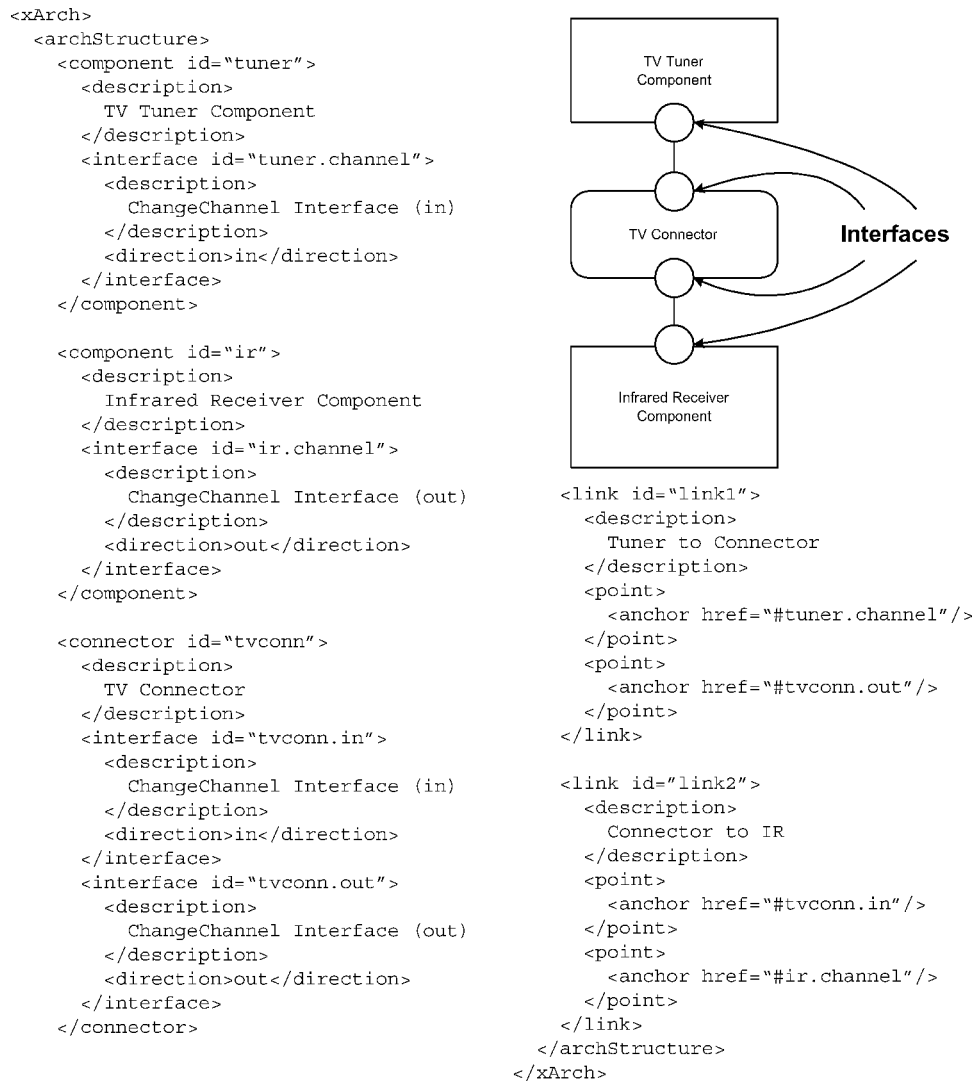 <xArch>
<archStructure>
<component id="tuner">
<description>
TV Tuner Component
</description>
<interface id="tuner.channel">
<description>
ChangeChannel Interface (in)
</description>
<direction>in</direction>
</interface>
</component>
<component id="ir">
<description>
Infrared Receiver Component
</description>
<interface id="ir.channel">
<description>
ChangeChannel Interface (out)
</description>
<direction>out</direction>
</interface>
</component>
<connector id="tvconn">
<description>
TV Connector
</description>
<interface id="tvconn.in">
<description>
ChangeChannel Interface (in)
</description>
<direction>in</direction>
</interface>
<interface id="tvconn.out">
<description>
ChangeChannel Interface (out)
</description>
<direction>out</direction>
</interface>
</connector>
TV Tuner
Component
TV Connector
Interfaces
Infrared Receiver
Component
<link id="link1">
<description>
Tuner to Connector
</description>
<point>
<anchor href="#tuner.channel"/>
</point>
<point>
<anchor href="#tvconn.out"/>
</point>
</link>
<link id="link2">
<description>
Connector to IR
</description>
<point>
<anchor href="#tvconn.in"/>
</point>
<point>
<anchor href="#ir.channel"/>
</point>
</link>
</archStructure>
</xArch>